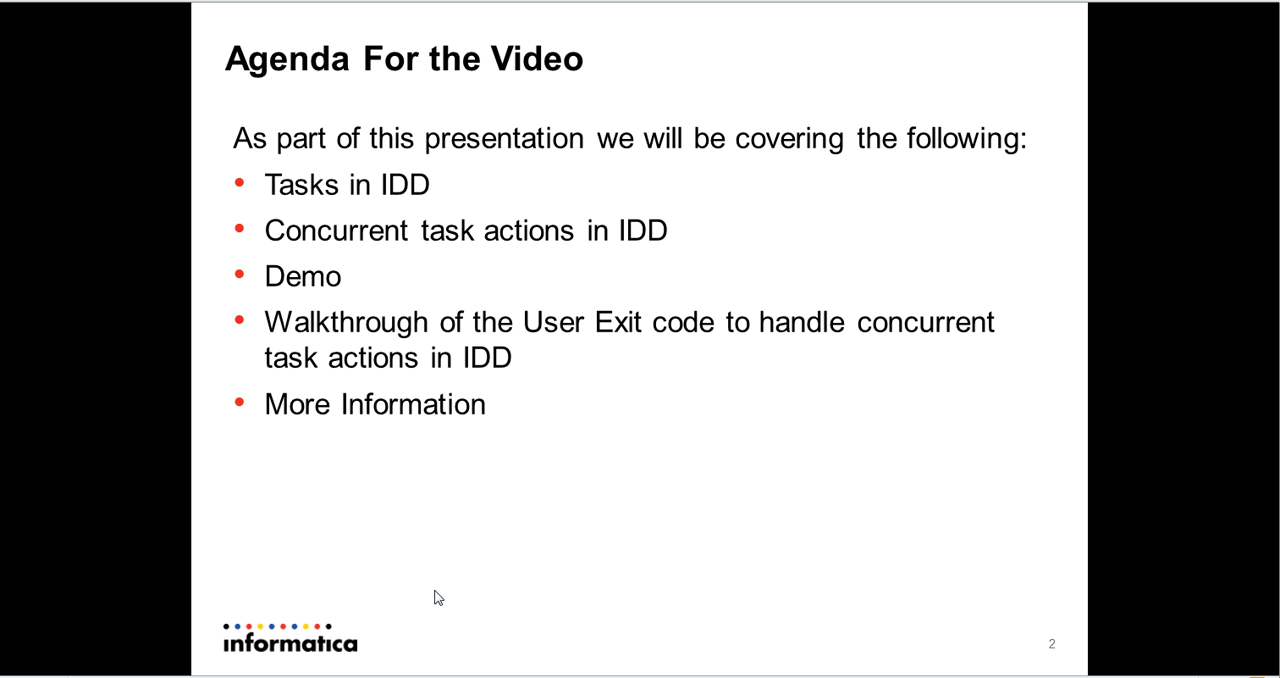 Agenda For the Video
As part of this presentation we will be covering the following:
• Tasks in IDD
• Concurrent task actions in IDD
• Demo
• Walkthrough of the User Exit code to handle concurrent
task actions in IDD
• More Information
informatica
2